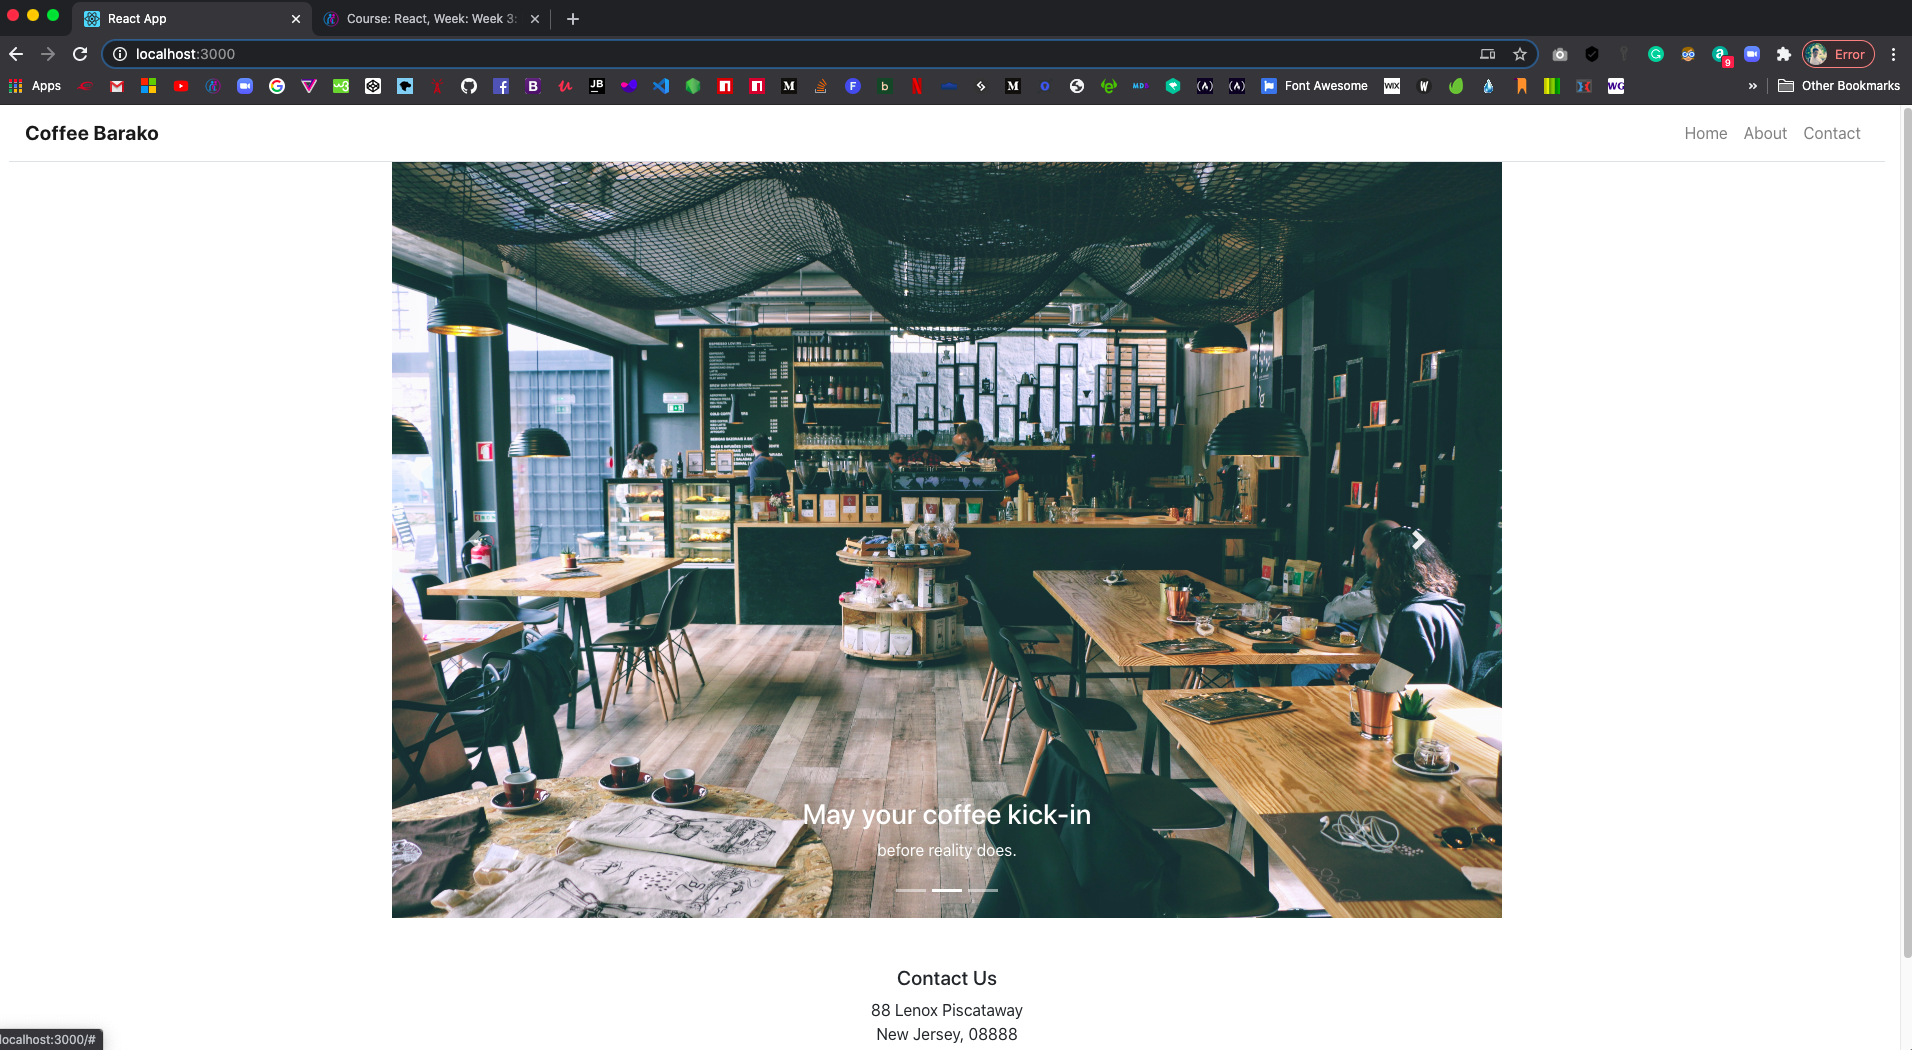 React App
Course: React, Week: Week 3:
localhost:3000
Error
Apps
Font Awesome
Other Bookmarks
Coffee Barako
Home
About
Contact
May your coffee kick-in
before reality does.
Contact Us
88 Lenox Piscataway
New Jersey, 08888
localhost:3000/#